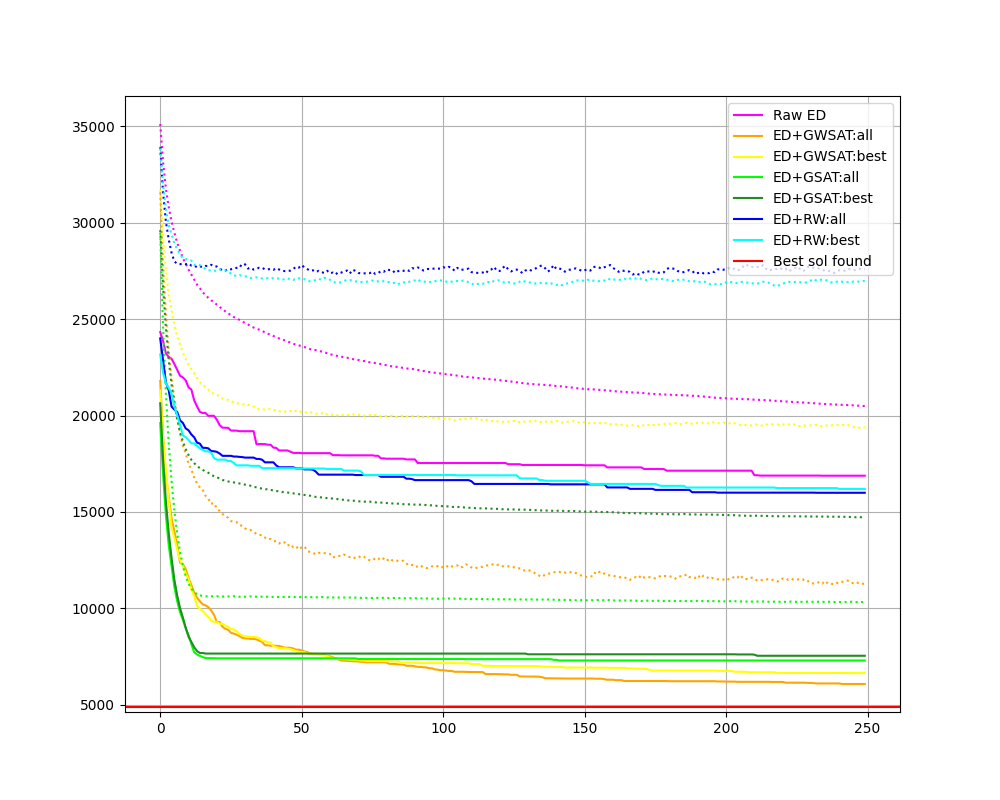 35000
30000
25000
20000
15000
10000
5000
0
50
100
150
200
250
Raw ED
ED+GWSAT:all
ED+GWSAT:best
ED+GSAT:all
ED+GSAT:best
ED+RW:all
ED+RW:best
Best sol found